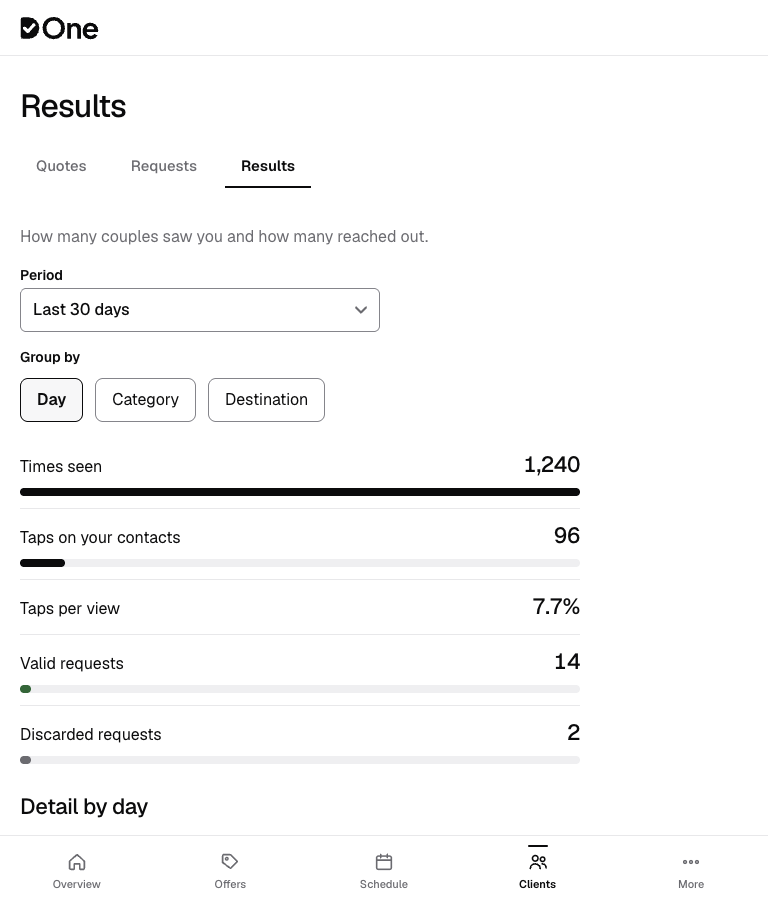 One
Results
Quotes Requests Results
How many couples saw you and how many reached out.
Period
Last 30 days
Group by
Day Category Destination
Times seen 1,240
Taps on your contacts 96
Taps per view 7.7%
Valid requests 14
Discarded requests 2
Detail by day
Overview Offers Schedule Clients More